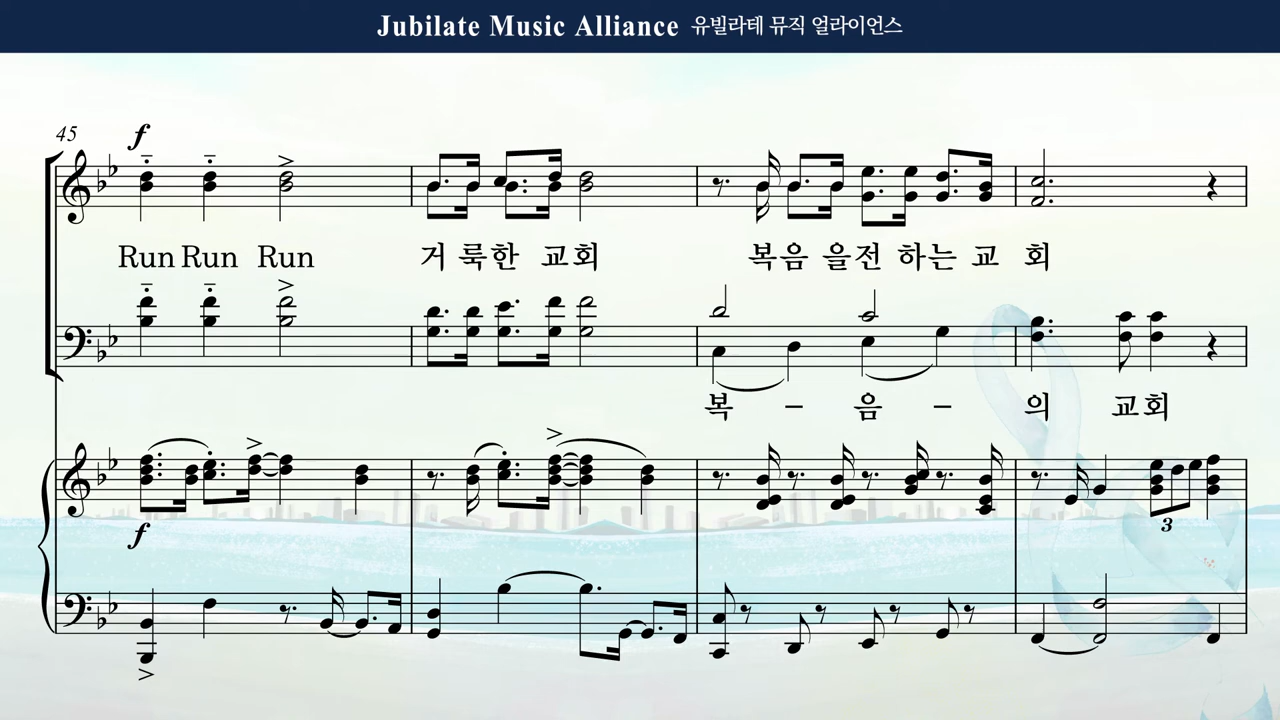 Jubilate Music Alliance 유빌라테 뮤직 얼라이언스
45
f
Run Run Run 거 룩한 교회 복음 을전 하는 교 회
복 – 음 – 의 교회
f
3